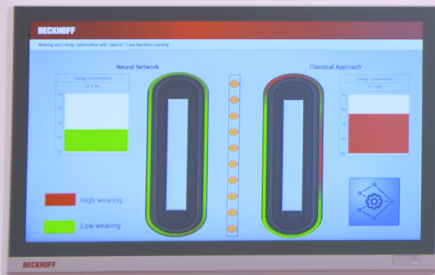 BECKHOFF
Wearing and Energy Optimization with TwinCAT 3 and Machine Learning
Neural Network
Classical Approach
Energy Consumption
Energy Consumption
High wearing
Low wearing
BECKHOFF